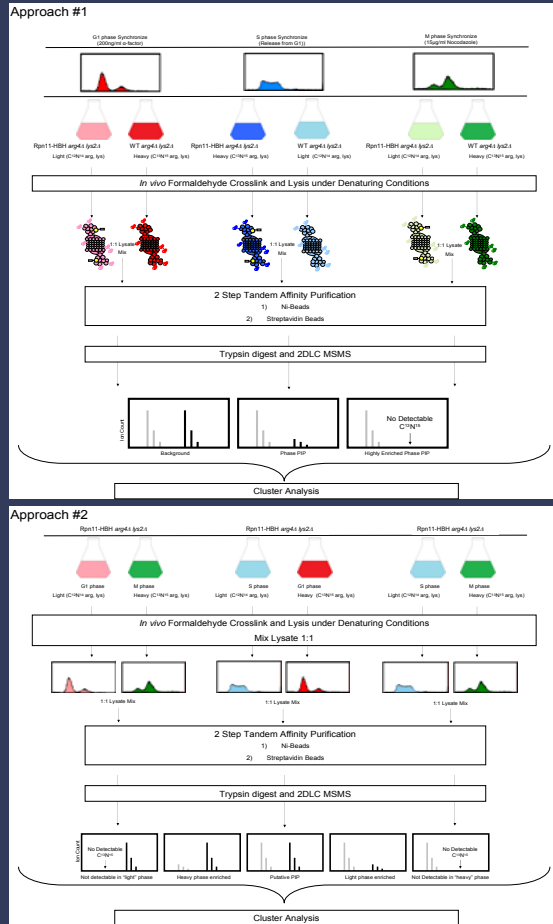 Approach #1
G1 phase Synchronize
(200ng/ml α-factor)
S phase Synchronize
(Release from G1))
M phase Synchronize
(15μg/ml Nocodazole)
Rpn11-HBH arg4Δ lys2Δ
Light (C¹²N¹⁴ arg, lys)
WT arg4Δ lys2Δ
Heavy (C¹³N¹⁵ arg, lys)
Rpn11-HBH arg4Δ lys2Δ
Heavy (C¹³N¹⁵ arg, lys)
WT arg4Δ lys2Δ
Light (C¹²N¹⁴ arg, lys)
Rpn11-HBH arg4Δ lys2Δ
Light (C¹²N¹⁴ arg, lys)
WT arg4Δ lys2Δ
Heavy (C¹³N¹⁵ arg, lys)
In vivo Formaldehyde Crosslink and Lysis under Denaturing Conditions
1:1 Lysate
Mix
1:1 Lysate
Mix
1:1 Lysate
Mix
2 Step Tandem Affinity Purification
1) Ni-Beads
2) Streptavidin Beads
Trypsin digest and 2DLC MSMS
Ion Count
No Detectable
C¹³N¹⁵
Background
Phase PIP
Highly Enriched Phase PIP
Cluster Analysis
Approach #2
Rpn11-HBH arg4Δ lys2Δ
Rpn11-HBH arg4Δ lys2Δ
Rpn11-HBH arg4Δ lys2Δ
G1 phase
Light (C¹²N¹⁴ arg, lys)
M phase
Heavy (C¹³N¹⁵ arg, lys)
S phase
Light (C¹²N¹⁴ arg, lys)
G1 phase
Heavy (C¹³N¹⁵ arg, lys)
S phase
Light (C¹²N¹⁴ arg, lys)
M phase
Heavy (C¹³N¹⁵ arg, lys)
In vivo Formaldehyde Crosslink and Lysis under Denaturing Conditions
Mix Lysate 1:1
1:1 Lysate Mix
1:1 Lysate Mix
1:1 Lysate Mix
2 Step Tandem Affinity Purification
1) Ni-Beads
2) Streptavidin Beads
Trypsin digest and 2DLC MSMS
Ion Count
No Detectable
No Detectable
Not detectable in "light" phase
Heavy phase enriched
Putative PIP
Light phase enriched
Not Detectable in "heavy" phase
Cluster Analysis